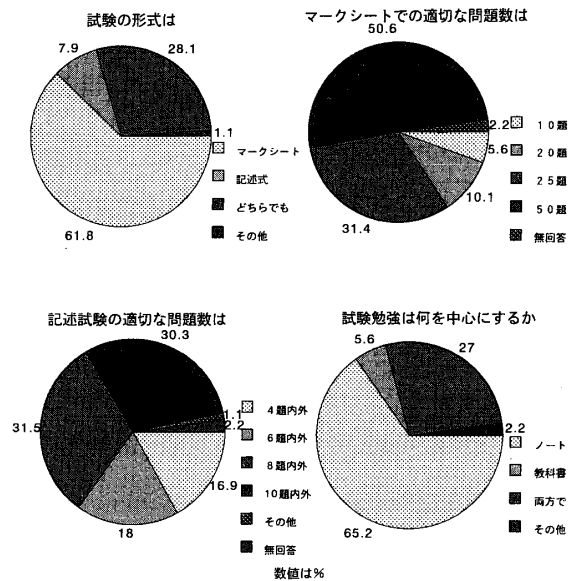 試験の形式は
7.9
28.1
1.1
61.8
マークシート
記述式
どちらでも
その他
マークシートでの適切な問題数は
50.6
2.2
5.6
10.1
31.4
10題
20題
25題
50題
無回答
記述試験の適切な問題数は
30.3
1.1
2.2
31.5
16.9
18
4題内外
6題内外
8題内外
10題内外
その他
無回答
試験勉強は何を中心にするか
5.6
27
2.2
65.2
ノート
教科書
両方で
その他
数値は%